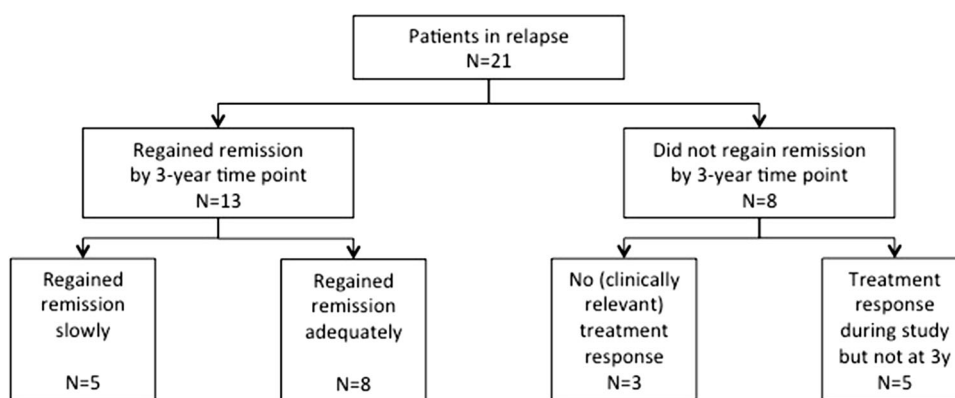 Patients in relapse
N=21
Regained remission
by 3-year time point
N=13
Did not regain remission
by 3-year time point
N=8
Regained
remission
slowly
N=5
Regained
remission
adequately
N=8
No (clinically
relevant)
treatment
response
N=3
Treatment
response
during study
but not at 3y
N=5